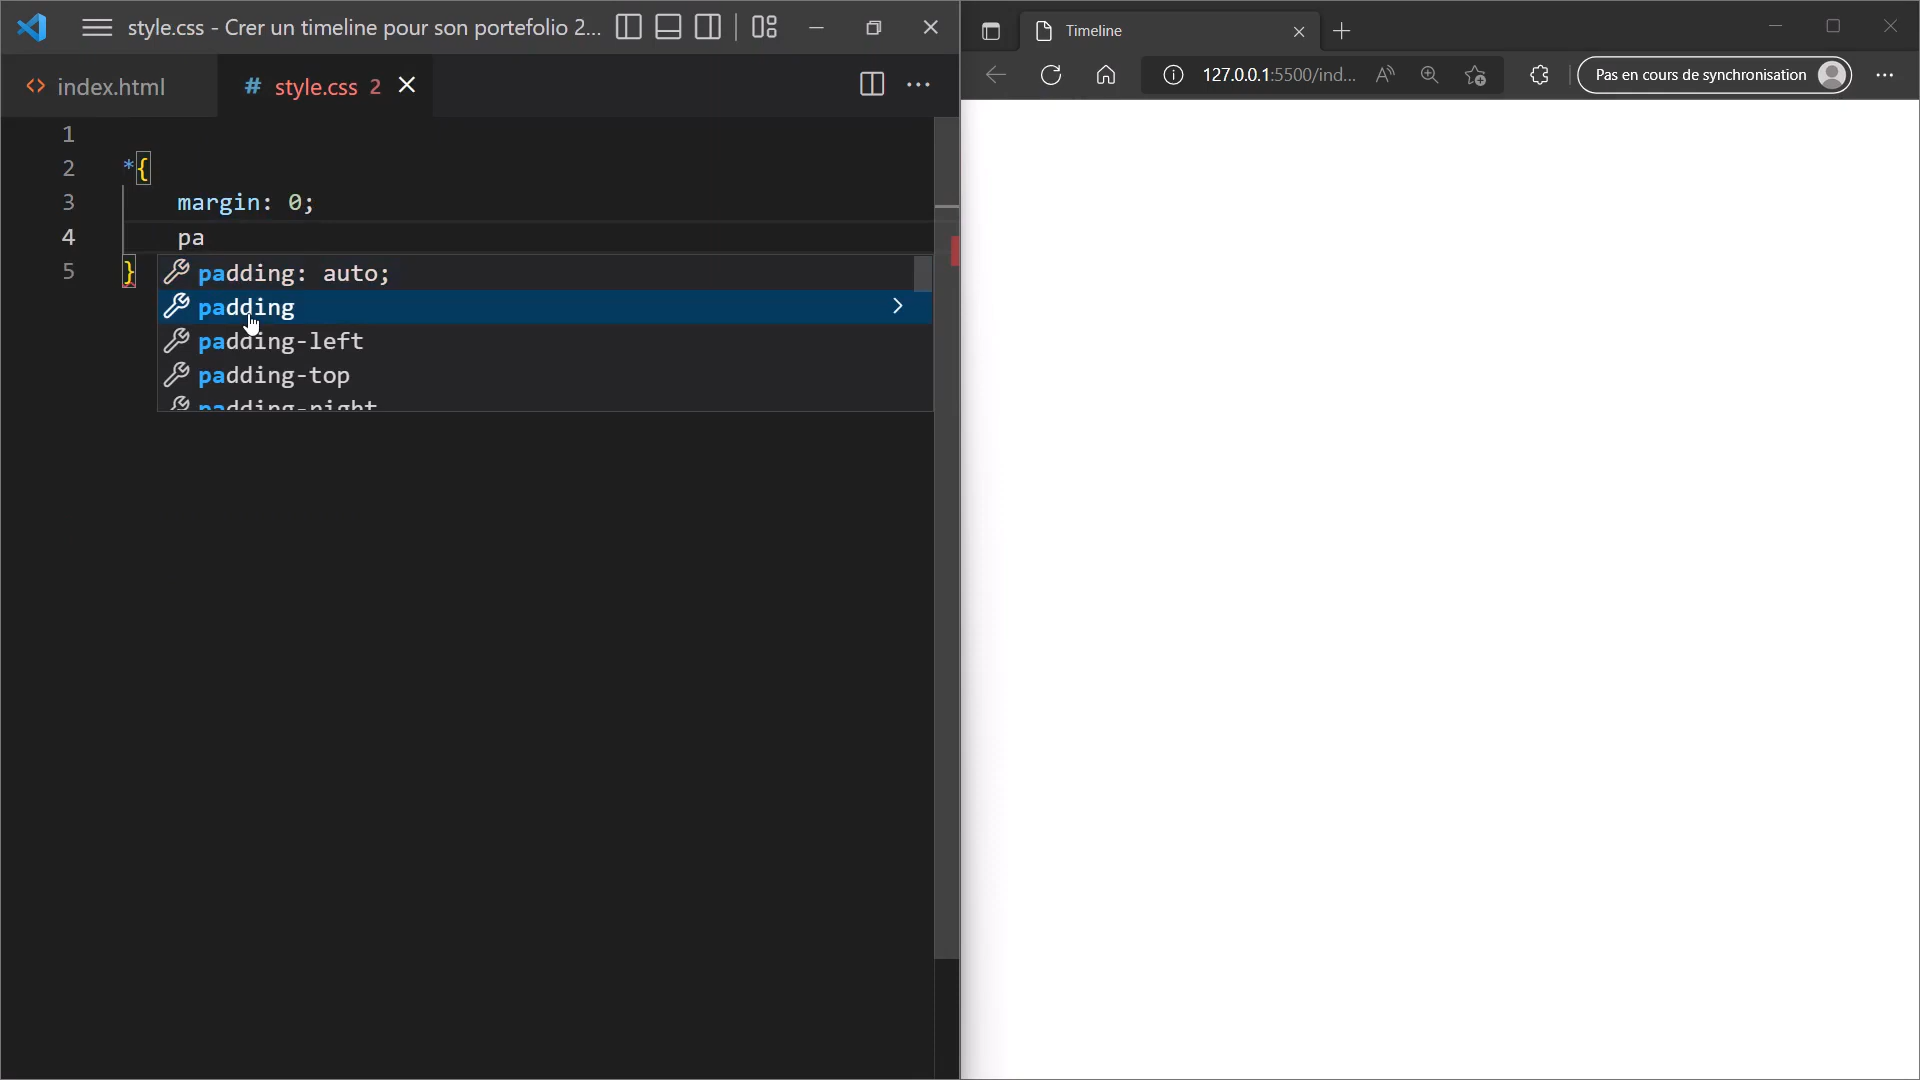 style.css - Crer un timeline pour son portefolio 2...
index.html
# style.css 2
1
2 *{
3 margin: 0;
4 pa
5 }
padding: auto;
padding
padding-left
padding-top
padding-right
Timeline
127.0.0.1:5500/ind...
Pas en cours de synchronisation